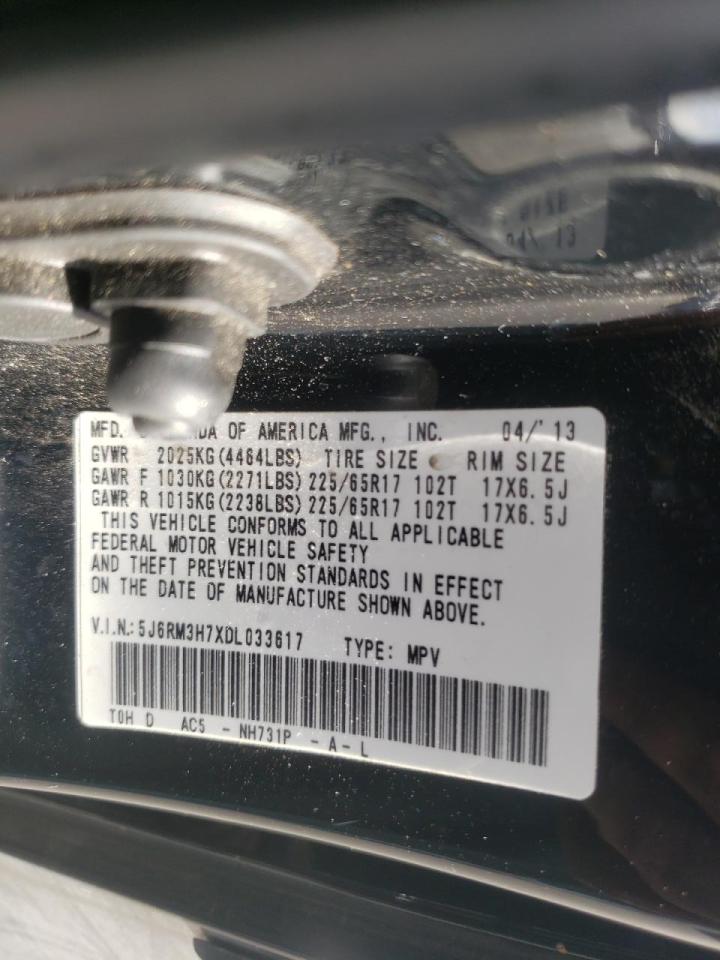 04/ 13
MFD. NDA OF AMERICA MFG., INC. 04/'13
GVWR 2025KG(4464LBS) TIRE SIZE RIM SIZE
GAWR F 1030KG(2271LBS) 225/65R17 102T 17X6.5J
GAWR R 1015KG(2238LBS) 225/65R17 102T 17X6.5J
THIS VEHICLE CONFORMS TO ALL APPLICABLE
FEDERAL MOTOR VEHICLE SAFETY
AND THEFT PREVENTION STANDARDS IN EFFECT
ON THE DATE OF MANUFACTURE SHOWN ABOVE.
V.I.N.: 5J6RM3H7XDL033617 TYPE: MPV
TOH D AC5 - NH731P - A - L